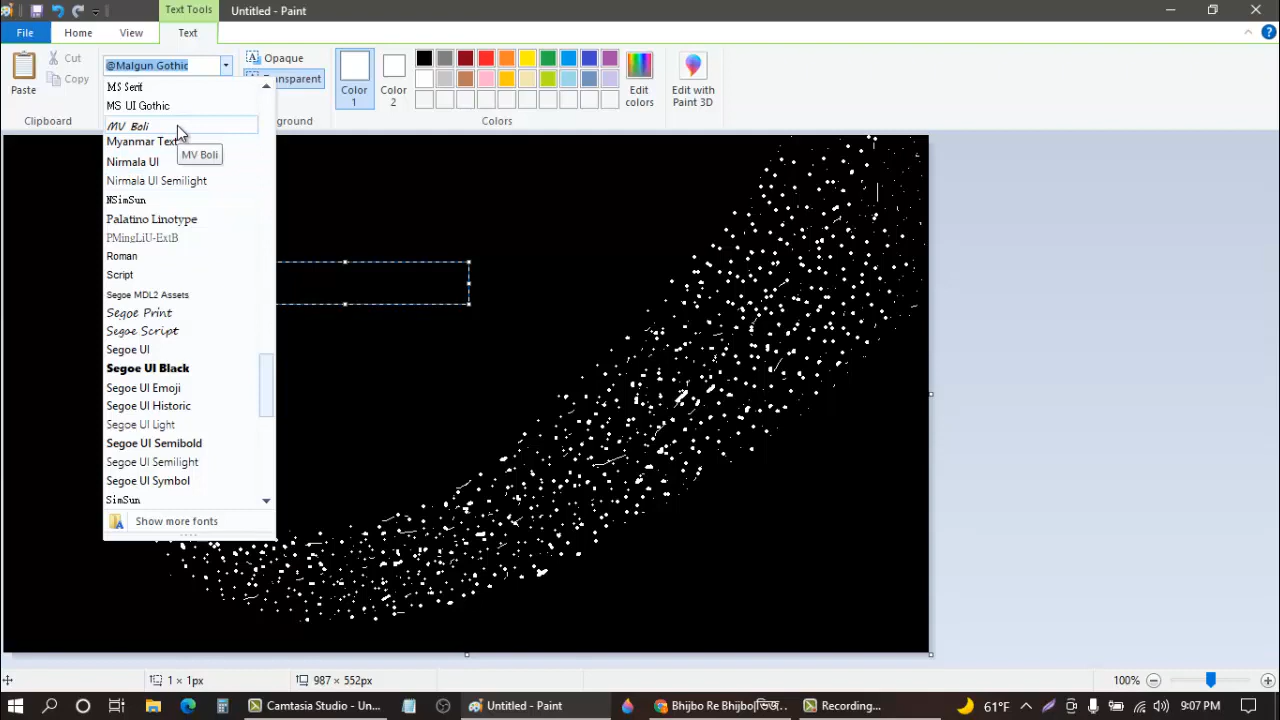 Text Tools
Untitled - Paint
File
Home
View
Text
Paste
Cut
Copy
Clipboard
@Malgun Gothic
Opaque
Transparent
ground
Color 1
Color 2
Edit colors
Edit with Paint 3D
Colors
MS Serif
MS UI Gothic
MV Boli
Myanmar Text
MV Boli
Nirmala UI
Nirmala UI Semilight
NSimSun
Palatino Linotype
PMingLiU-ExtB
Roman
Script
Segoe MDL2 Assets
Segoe Print
Segoe Script
Segoe UI
Segoe UI Black
Segoe UI Emoji
Segoe UI Historic
Segoe UI Light
Segoe UI Semibold
Segoe UI Semilight
Segoe UI Symbol
SimSun
Show more fonts
1 × 1px
987 × 552px
100%
Camtasia Studio - Un...
Untitled - Paint
Bhijbo Re Bhijbo|ভিজ...
Recording...
61°F
9:07 PM